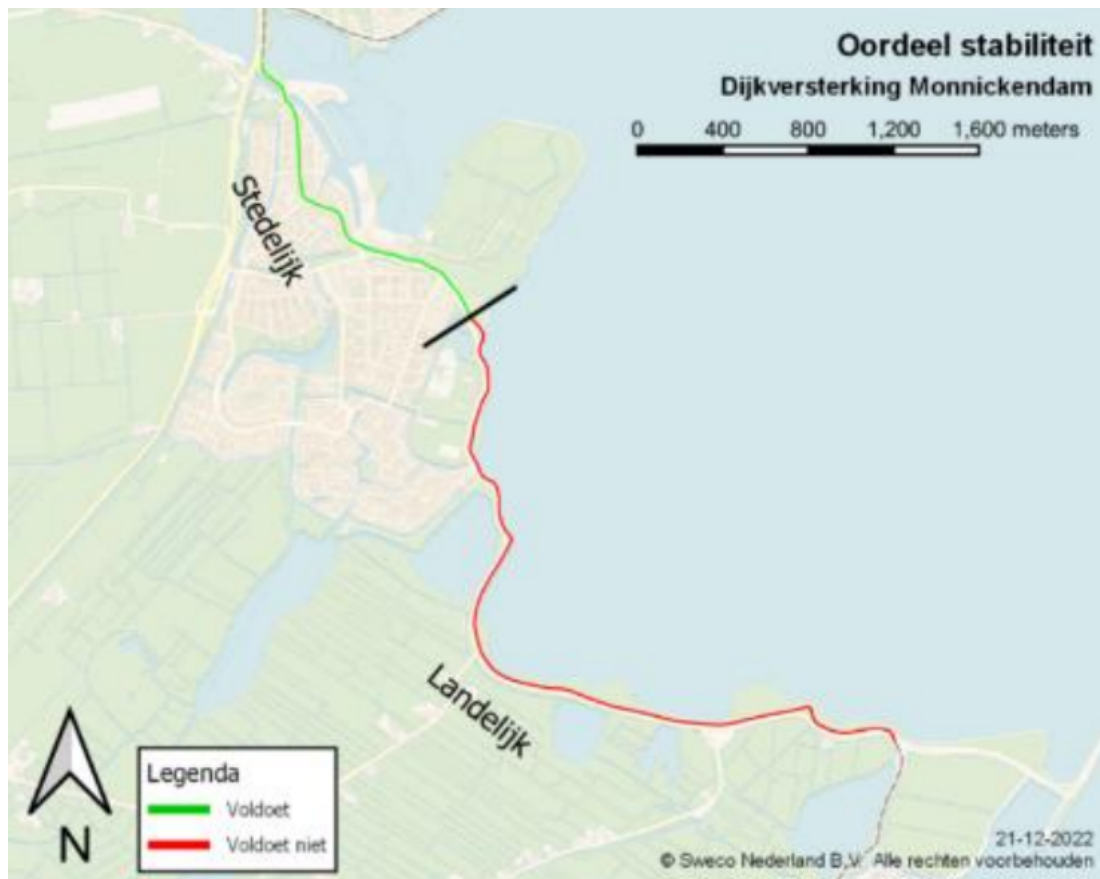 Oordeel stabiliteit
Dijkversterking Monnickendam
0 400 800 1,200 1,600 meters
Stedelijk
Landelijk
Legenda
Voldoet
Voldoet niet
N
21-12-2022
© Sweco Nederland B.V. Alle rechten voorbehouden